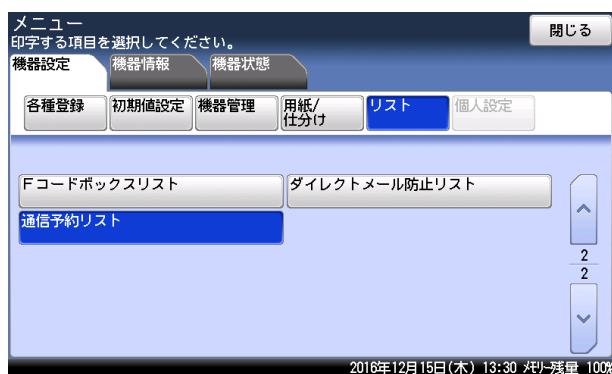 メニュー
閉じる
印字する項目を選択してください。
機器設定 機器情報 機器状態
各種登録 初期値設定 機器管理 用紙/ リスト 個人設定
仕分け
Fコードボックスリスト ダイレクトメール防止リスト
通信予約リスト
2
2
2016年12月15日(木) 13:30 メモリー残量 100%